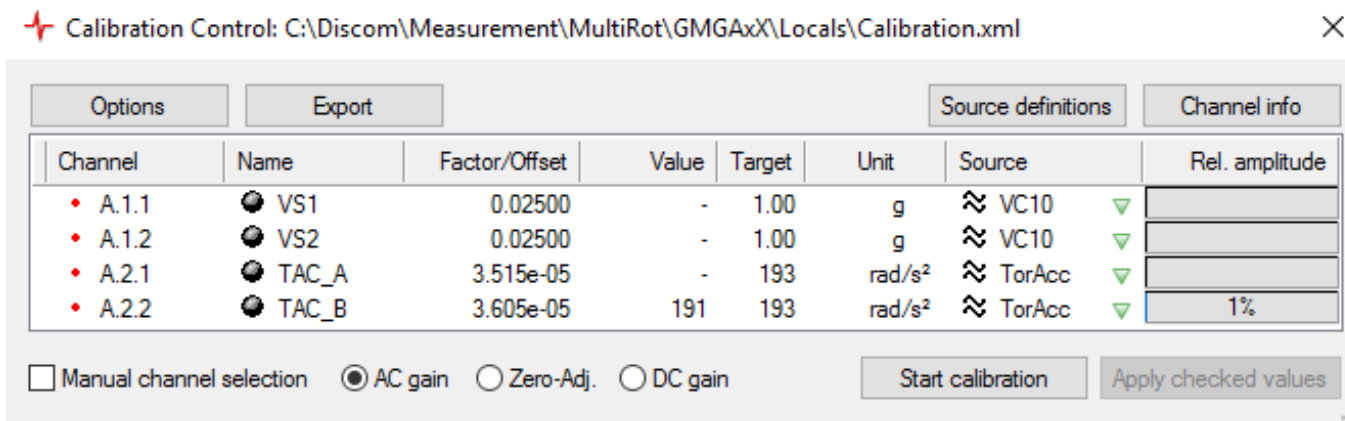 Calibration Control: C:\Discom\Measurement\MultiRot\GMGAxX\Locals\Calibration.xml
Options Export Source definitions Channel info
Channel Name Factor/Offset Value Target Unit Source Rel. amplitude
A.1.1 VS1 0.02500 - 1.00 g VC10
A.1.2 VS2 0.02500 - 1.00 g VC10
A.2.1 TAC_A 3.515e-05 - 193 rad/s² TorAcc
A.2.2 TAC_B 3.605e-05 191 193 rad/s² TorAcc 1%
Manual channel selection AC gain Zero-Adj. DC gain Start calibration Apply checked values